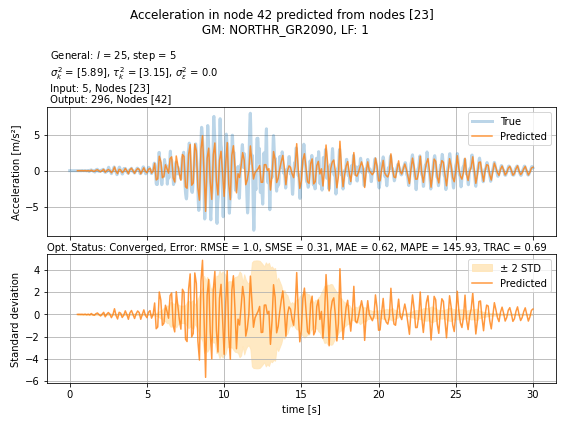 Acceleration in node 42 predicted from nodes [23]
GM: NORTHR_GR2090, LF: 1
General: l = 25, step = 5
σ²ₖ = [5.89], τ²ₖ = [3.15], σ²ε = 0.0
Input: 5, Nodes [23]
Output: 296, Nodes [42]
Acceleration [m/s²]
5
0
−5
True
Predicted
Opt. Status: Converged, Error: RMSE = 1.0, SMSE = 0.31, MAE = 0.62, MAPE = 145.93, TRAC = 0.69
Standard deviation
4
2
0
−2
−4
−6
± 2 STD
Predicted
0 5 10 15 20 25 30
time [s]